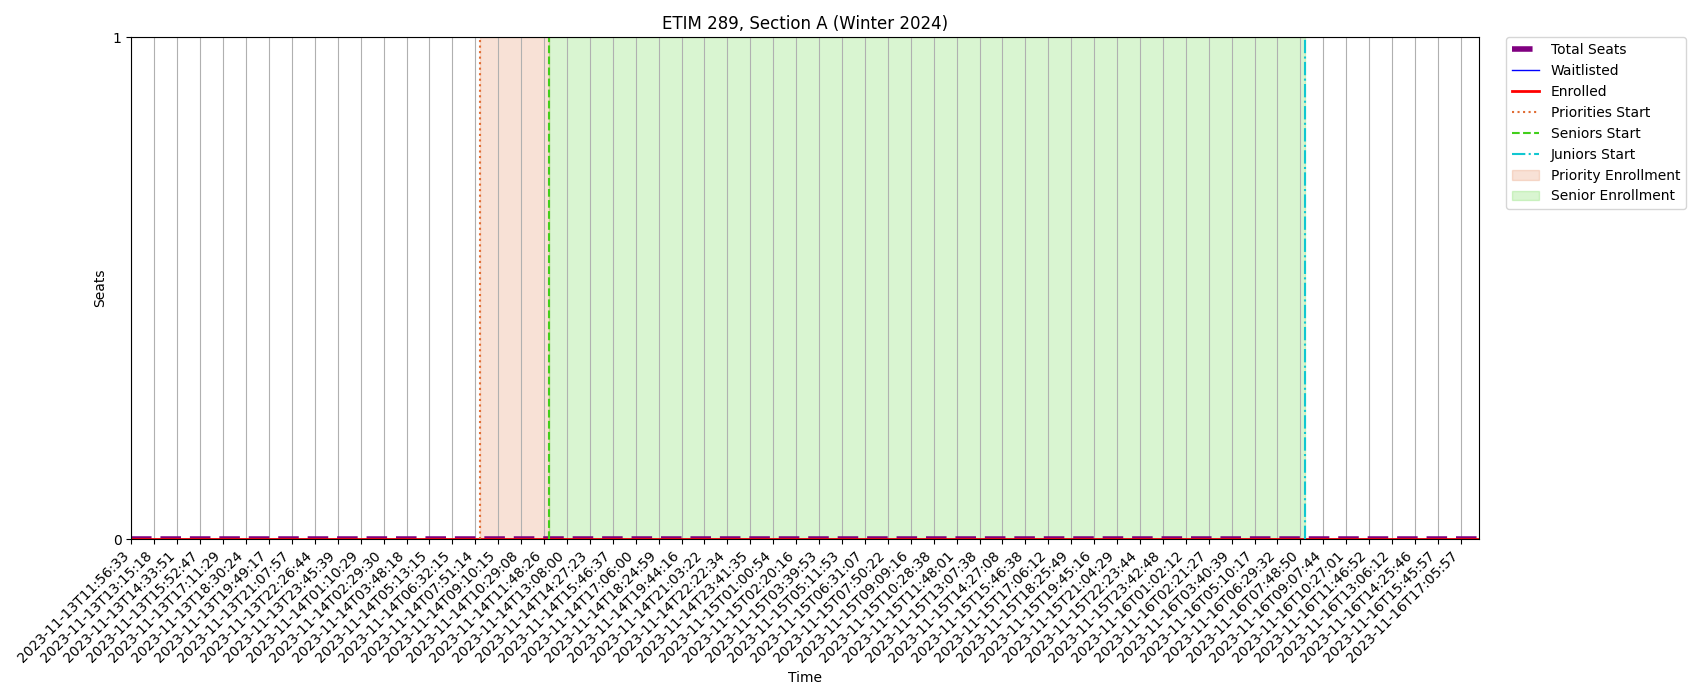 ETIM 289, Section A (Winter 2024)
1
0
Seats
2023-11-13T11:56:33
2023-11-13T13:15:18
2023-11-13T14:33:51
2023-11-13T15:52:47
2023-11-13T17:11:29
2023-11-13T18:30:24
2023-11-13T19:49:17
2023-11-13T21:07:57
2023-11-13T22:26:44
2023-11-13T23:45:39
2023-11-14T01:10:29
2023-11-14T02:29:30
2023-11-14T03:48:18
2023-11-14T05:13:15
2023-11-14T06:32:15
2023-11-14T07:51:14
2023-11-14T09:10:15
2023-11-14T10:29:08
2023-11-14T11:48:26
2023-11-14T13:08:00
2023-11-14T14:27:23
2023-11-14T15:46:37
2023-11-14T17:06:00
2023-11-14T18:24:59
2023-11-14T19:44:16
2023-11-14T21:03:22
2023-11-14T22:22:34
2023-11-14T23:41:35
2023-11-15T01:00:54
2023-11-15T02:20:16
2023-11-15T03:39:53
2023-11-15T05:11:53
2023-11-15T06:31:07
2023-11-15T07:50:22
2023-11-15T09:09:16
2023-11-15T10:28:38
2023-11-15T11:48:01
2023-11-15T13:07:38
2023-11-15T14:27:08
2023-11-15T15:46:38
2023-11-15T17:06:12
2023-11-15T18:25:49
2023-11-15T19:45:16
2023-11-15T21:04:29
2023-11-15T22:23:44
2023-11-15T23:42:48
2023-11-16T01:02:12
2023-11-16T02:21:27
2023-11-16T03:40:39
2023-11-16T05:10:17
2023-11-16T06:29:32
2023-11-16T07:48:50
2023-11-16T09:07:44
2023-11-16T10:27:01
2023-11-16T11:46:52
2023-11-16T13:06:12
2023-11-16T14:25:46
2023-11-16T15:45:57
2023-11-16T17:05:57
Time
Total Seats
Waitlisted
Enrolled
Priorities Start
Seniors Start
Juniors Start
Priority Enrollment
Senior Enrollment